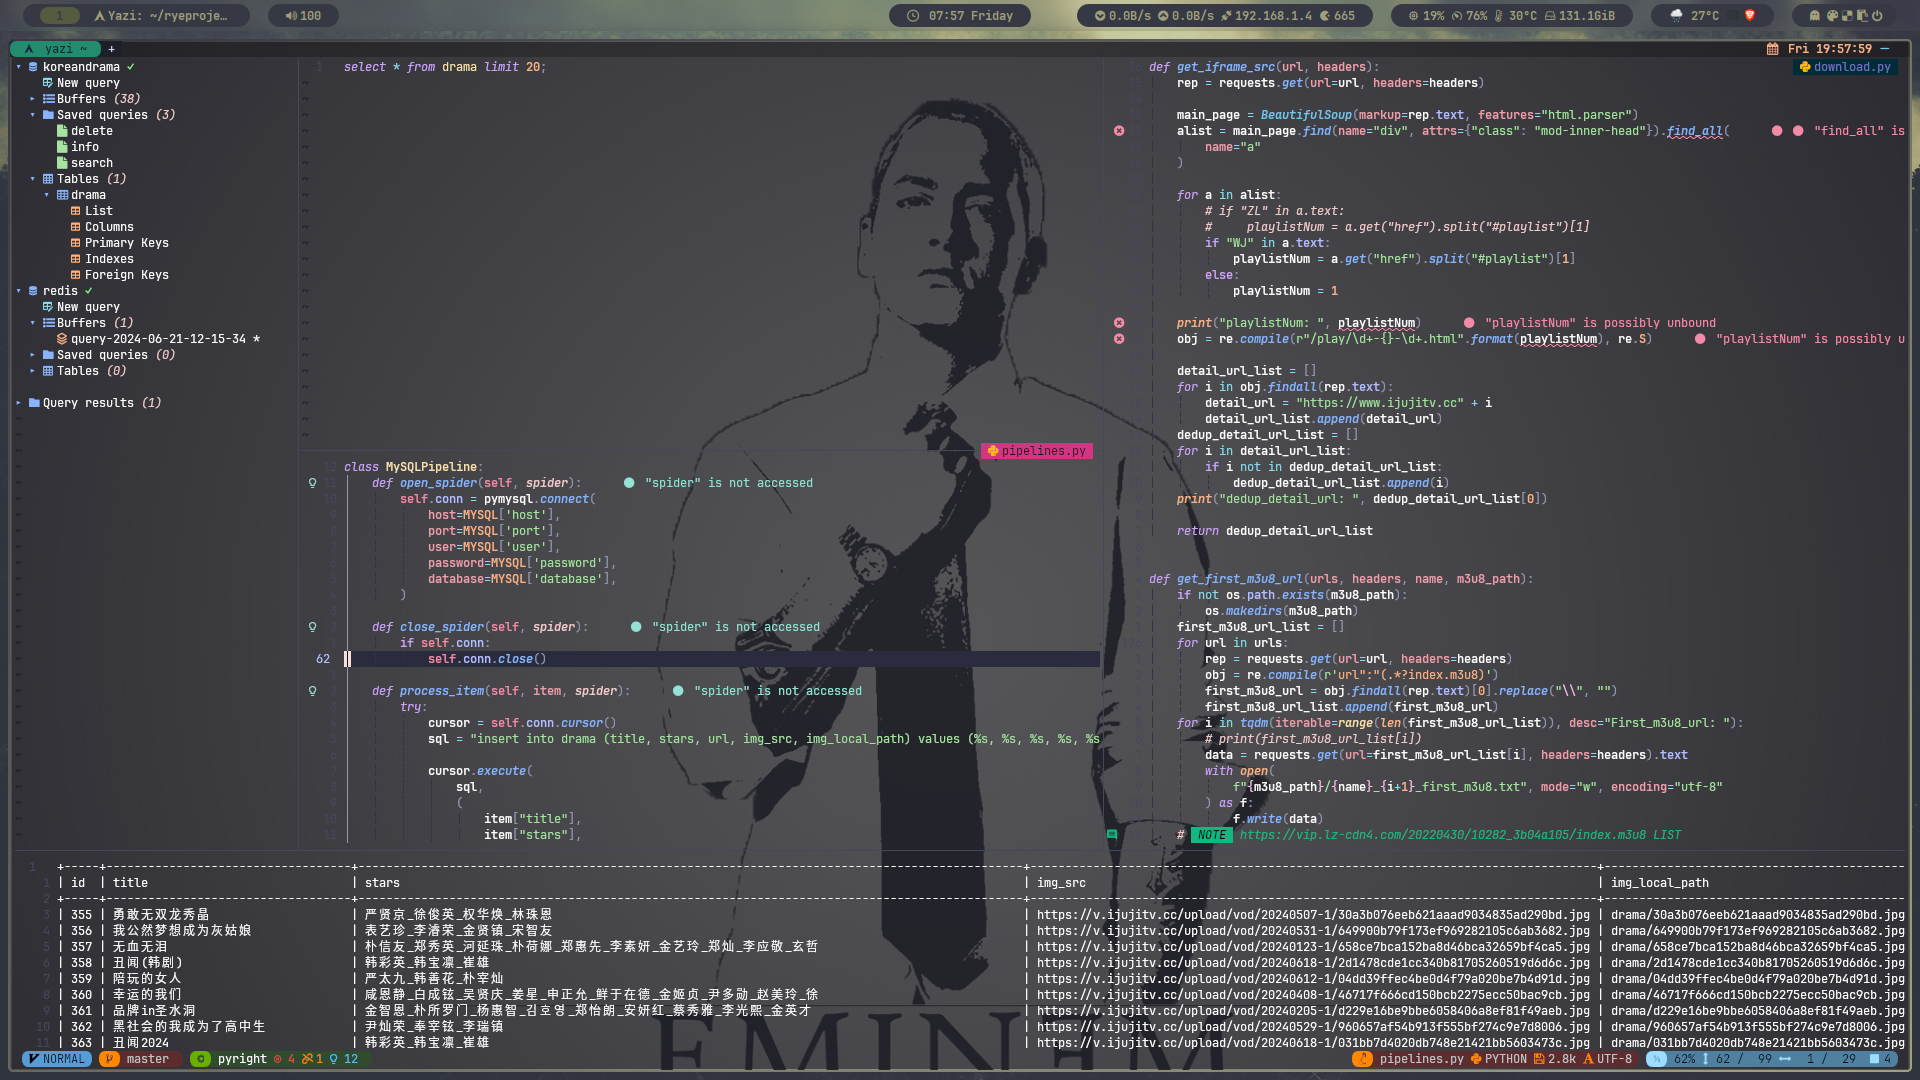 1
Yazi: ~/ryeproje…
100
07:57 Friday
0.0B/s 0.0B/s 192.168.1.4 665
19% 76% 30°C 131.1GiB
27°C
yazi ~ +
Fri 19:57:59
koreandrama
New query
Buffers (38)
Saved queries (3)
delete
info
search
Tables (1)
drama
List
Columns
Primary Keys
Indexes
Foreign Keys
redis
New query
Buffers (1)
query-2024-06-21-12-15-34 *
Saved queries (0)
Tables (0)
Query results (1)
1 select * from drama limit 20;
pipelines.py
12 class MySQLPipeline:
11 def open_spider(self, spider): "spider" is not accessed
10 self.conn = pymysql.connect(
9 host=MYSQL['host'],
8 port=MYSQL['port'],
7 user=MYSQL['user'],
6 password=MYSQL['password'],
5 database=MYSQL['database'],
4 )
3
2 def close_spider(self, spider): "spider" is not accessed
1 if self.conn:
62 self.conn.close()
1
2 def process_item(self, item, spider): "spider" is not accessed
3 try:
4 cursor = self.conn.cursor()
5 sql = "insert into drama (title, stars, url, img_src, img_local_path) values (%s, %s, %s, %s, %s
6
7 cursor.execute(
8 sql,
9 (
10 item["title"],
11 item["stars"],
download.py
def get_iframe_src(url, headers):
rep = requests.get(url=url, headers=headers)
main_page = BeautifulSoup(markup=rep.text, features="html.parser")
alist = main_page.find(name="div", attrs={"class": "mod-inner-head"}).find_all( "find_all" is
name="a"
)
for a in alist:
# if "ZL" in a.text:
# playlistNum = a.get("href").split("#playlist")[1]
if "WJ" in a.text:
playlistNum = a.get("href").split("#playlist")[1]
else:
playlistNum = 1
print("playlistNum: ", playlistNum) "playlistNum" is possibly unbound
obj = re.compile(r"/play/\d+-{}-\d+.html".format(playlistNum), re.S) "playlistNum" is possibly u
detail_url_list = []
for i in obj.findall(rep.text):
detail_url = "https://www.ijujitv.cc" + i
detail_url_list.append(detail_url)
dedup_detail_url_list = []
for i in detail_url_list:
if i not in dedup_detail_url_list:
dedup_detail_url_list.append(i)
print("dedup_detail_url: ", dedup_detail_url_list[0])
return dedup_detail_url_list
def get_first_m3u8_url(urls, headers, name, m3u8_path):
if not os.path.exists(m3u8_path):
os.makedirs(m3u8_path)
first_m3u8_url_list = []
for url in urls:
rep = requests.get(url=url, headers=headers)
obj = re.compile(r'url":"(.*?index.m3u8)')
first_m3u8_url = obj.findall(rep.text)[0].replace("\\", "")
first_m3u8_url_list.append(first_m3u8_url)
for i in tqdm(iterable=range(len(first_m3u8_url_list)), desc="First_m3u8_url: "):
# print(first_m3u8_url_list[i])
data = requests.get(url=first_m3u8_url_list[i], headers=headers).text
with open(
f"{m3u8_path}/{name}_{i+1}_first_m3u8.txt", mode="w", encoding="utf-8"
) as f:
f.write(data)
# NOTE https://vip.lz-cdn4.com/20220430/10282_3b04a105/index.m3u8 LIST
| id | title | stars | img_src | img_local_path
| 355 | 勇敢无双龙秀晶 | 严贤京_徐俊英_权华焕_林珠恩 | https://v.ijujitv.cc/upload/vod/20240507-1/30a3b076eeb621aaad9034835ad290bd.jpg | drama/30a3b076eeb621aaad9034835ad290bd.jpg
| 356 | 我公然梦想成为灰姑娘 | 表艺珍_李濬荣_金贤镇_宋智友 | https://v.ijujitv.cc/upload/vod/20240531-1/649900b79f173ef969282105c6ab3682.jpg | drama/649900b79f173ef969282105c6ab3682.jpg
| 357 | 无血无泪 | 朴信友_郑秀英_河延珠_朴荷娜_郑惠先_李素妍_金艺玲_郑灿_李应敬_玄哲 | https://v.ijujitv.cc/upload/vod/20240123-1/658ce7bca152ba8d46bca32659bf4ca5.jpg | drama/658ce7bca152ba8d46bca32659bf4ca5.jpg
| 358 | 丑闻(韩剧) | 韩彩英_韩宝凛_崔雄 | https://v.ijujitv.cc/upload/vod/20240618-1/2d1478cde1cc340b81705260519d6d6c.jpg | drama/2d1478cde1cc340b81705260519d6d6c.jpg
| 359 | 陪玩的女人 | 严太九_韩善花_朴宰灿 | https://v.ijujitv.cc/upload/vod/20240612-1/04dd39ffec4be0d4f79a020be7b4d91d.jpg | drama/04dd39ffec4be0d4f79a020be7b4d91d.jpg
| 360 | 幸运的我们 | 咸恩静_白成铉_吴贤庆_姜星_申正允_鲜于在德_金姬贞_尹多勋_赵美玲_徐 | https://v.ijujitv.cc/upload/vod/20240408-1/46717f666cd150bcb2275ecc50bac9cb.jpg | drama/46717f666cd150bcb2275ecc50bac9cb.jpg
| 361 | 品牌in圣水洞 | 金智恩_朴所罗门_杨惠智_김호영_郑怡朗_安妍红_蔡秀雅_李光熙_金英才 | https://v.ijujitv.cc/upload/vod/20240205-1/d229e16be9bbe6058406a8ef81f49aeb.jpg | drama/d229e16be9bbe6058406a8ef81f49aeb.jpg
| 362 | 黑社会的我成为了高中生 | 尹灿荣_奉宰铉_李瑞镇 | https://v.ijujitv.cc/upload/vod/20240529-1/960657af54b913f555bf274c9e7d8006.jpg | drama/960657af54b913f555bf274c9e7d8006.jpg
| 363 | 丑闻2024 | 韩彩英_韩宝凛_崔雄 | https://v.ijujitv.cc/upload/vod/20240618-1/031bb7d4020db748e21421bb5603473c.jpg | drama/031bb7d4020db748e21421bb5603473c.jpg
EMINEM
NORMAL master pyright 4 1 12
pipelines.py PYTHON 2.8k UTF-8 62% 62 / 99 1 / 29 4